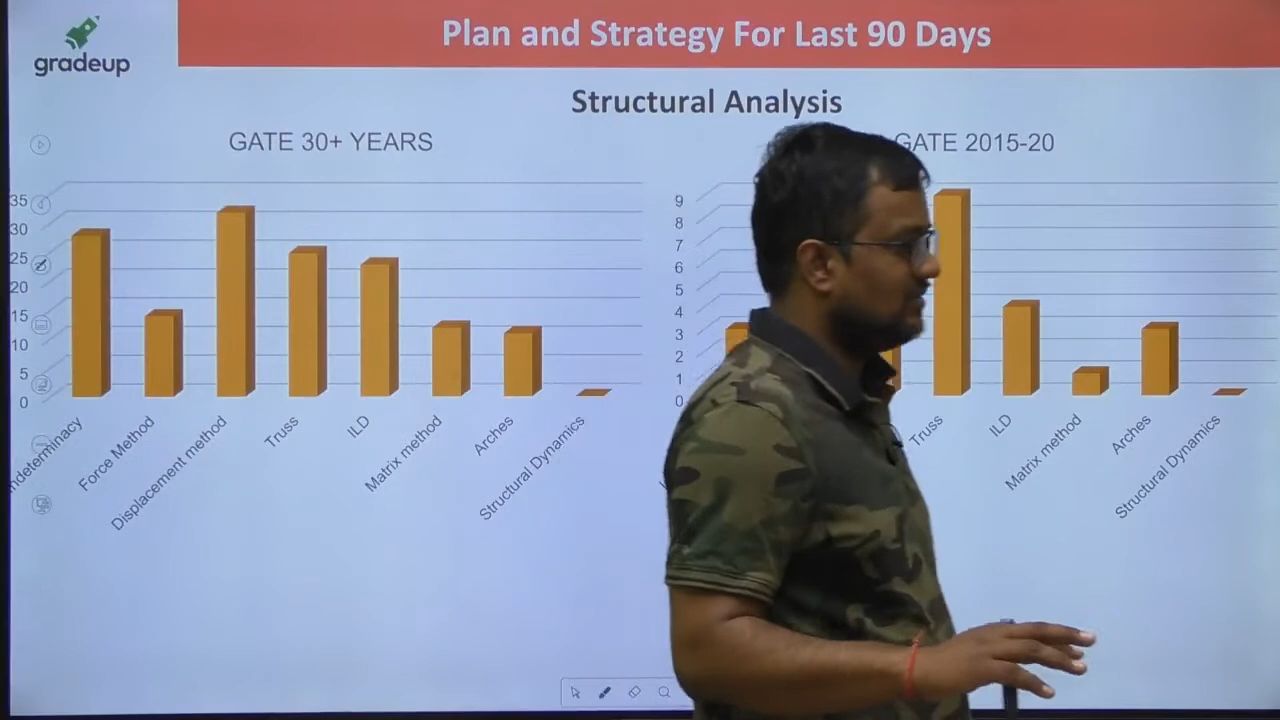 gradeup
Plan and Strategy For Last 90 Days
Structural Analysis
GATE 30+ YEARS
35
30
25
20
15
10
5
0
ndeterminacy
Force Method
Displacement method
Truss
ILD
Matrix method
Arches
Structural Dynamics
GATE 2015-20
9
8
7
6
5
4
3
2
1
0
Truss
ILD
Matrix method
Arches
Structural Dynamics